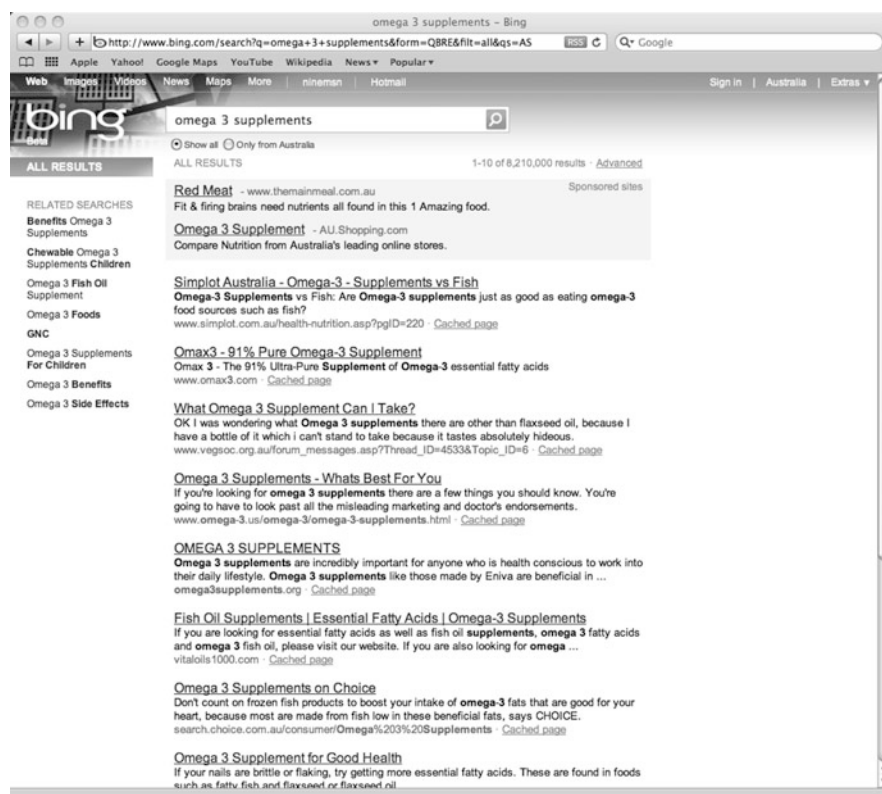 omega 3 supplements – Bing
http://www.bing.com/search?q=omega+3+supplements&form=QBRE&filt=all&qs=AS RSS Google
Apple Yahoo! Google Maps YouTube Wikipedia News▾ Popular▾
Web Images Videos News Maps More | ninemsn | Hotmail Sign in | Australia | Extras ▾
bing
Beta
omega 3 supplements
Show all Only from Australia
ALL RESULTS
ALL RESULTS 1-10 of 8,210,000 results · Advanced
RELATED SEARCHES
Benefits Omega 3
Supplements
Chewable Omega 3
Supplements Children
Omega 3 Fish Oil
Supplement
Omega 3 Foods
GNC
Omega 3 Supplements
For Children
Omega 3 Benefits
Omega 3 Side Effects
Red Meat - www.themainmeal.com.au Sponsored sites
Fit & firing brains need nutrients all found in this 1 Amazing food.
Omega 3 Supplement - AU.Shopping.com
Compare Nutrition from Australia's leading online stores.
Simplot Australia - Omega-3 - Supplements vs Fish
Omega-3 Supplements vs Fish: Are Omega-3 supplements just as good as eating omega-3
food sources such as fish?
www.simplot.com.au/health-nutrition.asp?pgID=220 · Cached page
Omax3 - 91% Pure Omega-3 Supplement
Omax 3 - The 91% Ultra-Pure Supplement of Omega-3 essential fatty acids
www.omax3.com · Cached page
What Omega 3 Supplement Can I Take?
OK I was wondering what Omega 3 supplements there are other than flaxseed oil, because I
have a bottle of it which i can't stand to take because it tastes absolutely hideous.
www.vegsoc.org.au/forum_messages.asp?Thread_ID=4533&Topic_ID=6 · Cached page
Omega 3 Supplements - Whats Best For You
If you're looking for omega 3 supplements there are a few things you should know. You're
going to have to look past all the misleading marketing and doctor's endorsements.
www.omega-3.us/omega-3/omega-3-supplements.html · Cached page
OMEGA 3 SUPPLEMENTS
Omega 3 supplements are incredibly important for anyone who is health conscious to work into
their daily lifestyle. Omega 3 supplements like those made by Eniva are beneficial in ...
omega3supplements.org · Cached page
Fish Oil Supplements | Essential Fatty Acids | Omega-3 Supplements
If you are looking for essential fatty acids as well as fish oil supplements, omega 3 fatty acids
and omega 3 fish oil, please visit our website. If you are also looking for omega ...
vitaloils1000.com · Cached page
Omega 3 Supplements on Choice
Don't count on frozen fish products to boost your intake of omega-3 fats that are good for your
heart, because most are made from fish low in these beneficial fats, says CHOICE.
search.choice.com.au/consumer/Omega%203%20Supplements · Cached page
Omega 3 Supplement for Good Health
If your nails are brittle or flaking, try getting more essential fatty acids. These are found in foods
such as fatty fish and flaxseed or flaxseed oil